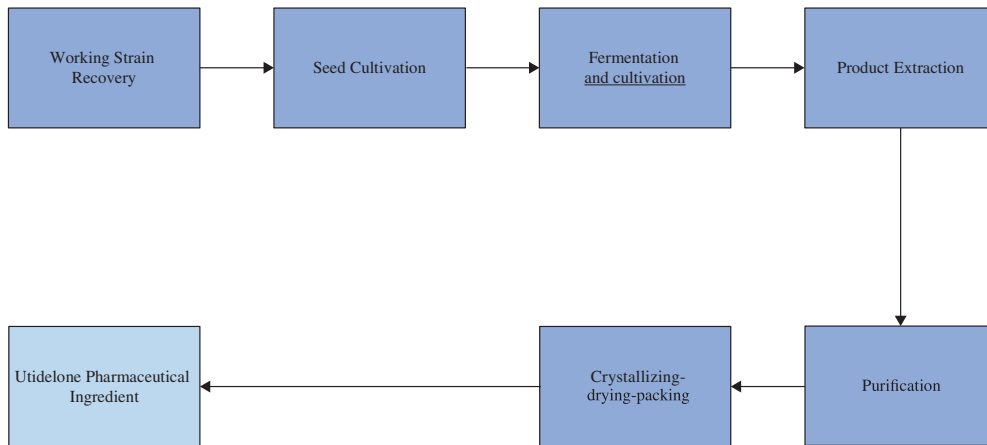 Working Strain
Recovery
Seed Cultivation
Fermentation
and cultivation
Product Extraction
Purification
Crystallizing-
drying-packing
Utidelone Pharmaceutical
Ingredient